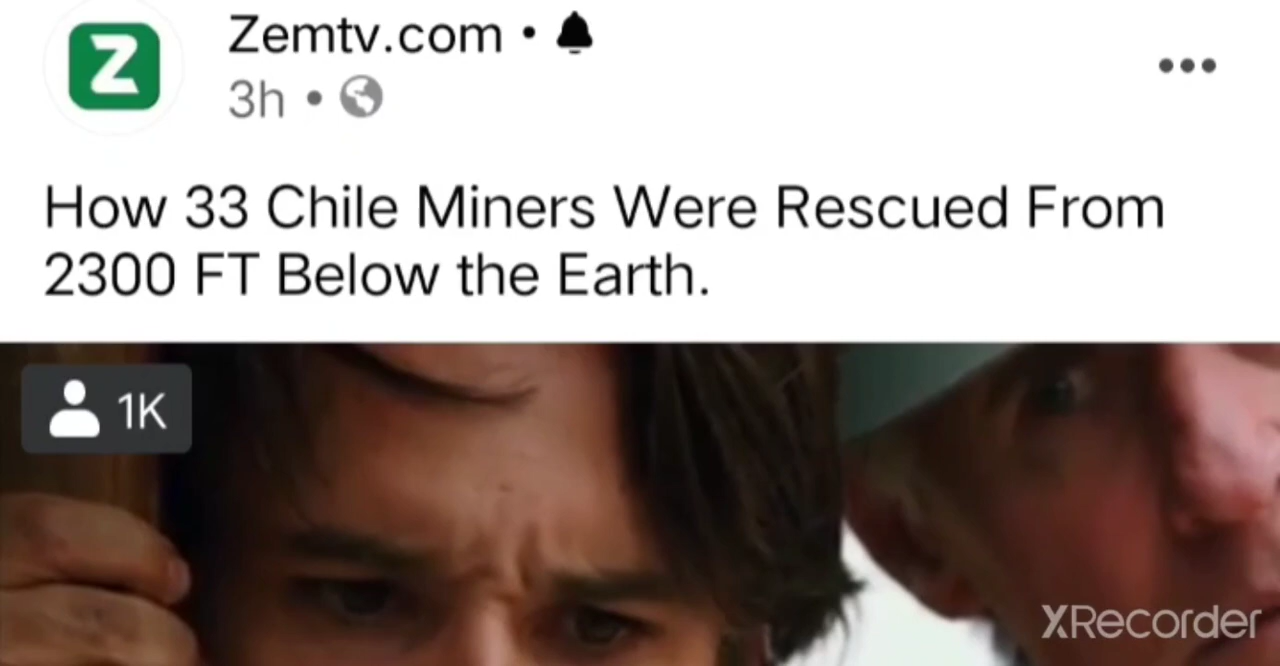 Z
Zemtv.com •
3h •
How 33 Chile Miners Were Rescued From
2300 FT Below the Earth.
1K
XRecorder